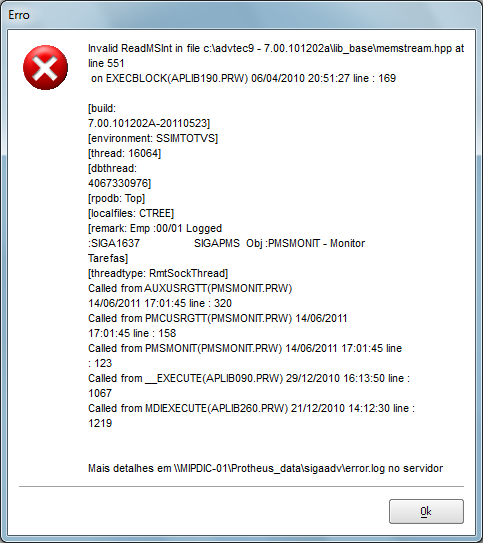 Erro
Invalid ReadMSInt in file c:\advtec9 - 7.00.101202a\lib_base\memstream.hpp at
line 551
on EXECBLOCK(APLIB190.PRW) 06/04/2010 20:51:27 line : 169
[build:
7.00.101202A-20110523]
[environment: SSIMTOTVS]
[thread: 16064]
[dbthread:
4067330976]
[rpodb: Top]
[localfiles: CTREE]
[remark: Emp :00/01 Logged
:SIGA1637 SIGAPMS Obj :PMSMONIT - Monitor
Tarefas]
[threadtype: RmtSockThread]
Called from AUXUSRGTT(PMSMONIT.PRW)
14/06/2011 17:01:45 line : 320
Called from PMCUSRGTT(PMSMONIT.PRW) 14/06/2011
17:01:45 line : 158
Called from PMSMONIT(PMSMONIT.PRW) 14/06/2011 17:01:45 line
: 123
Called from __EXECUTE(APLIB090.PRW) 29/12/2010 16:13:50 line :
1067
Called from MDIEXECUTE(APLIB260.PRW) 21/12/2010 14:12:30 line :
1219
Mais detalhes em \\MIPDIC-01\Protheus_data\sigaadv\error.log no servidor
Ok